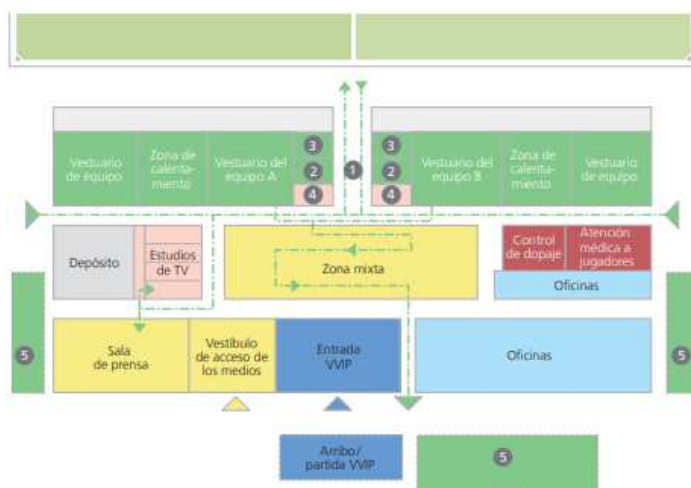 3
3
Vestuario
de equipo
Zona de
calenta-
miento
Vestuario del
equipo A
2
1
2
Vestuario del
equipo B
Zona de
calenta-
miento
Vestuario
de equipo
4
4
Depósito
Estudios
de TV
Zona mixta
Control
de dopaje
Atención
médica a
jugadores
Oficinas
5
Sala
de prensa
Vestíbulo
de acceso de
los medios
Entrada
VVIP
Oficinas
5
Arribo/
partida VVIP
5